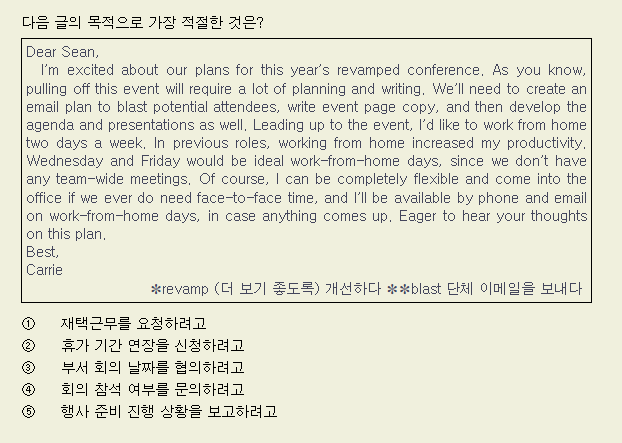 다음 글의 목적으로 가장 적절한 것은?
Dear Sean,
I'm excited about our plans for this year's revamped conference. As you know,
pulling off this event will require a lot of planning and writing. We'll need to create an
email plan to blast potential attendees, write event page copy, and then develop the
agenda and presentations as well. Leading up to the event, I'd like to work from home
two days a week. In previous roles, working from home increased my productivity.
Wednesday and Friday would be ideal work-from-home days, since we don't have
any team-wide meetings. Of course, I can be completely flexible and come into the
office if we ever do need face-to-face time, and I'll be available by phone and email
on work-from-home days, in case anything comes up. Eager to hear your thoughts
on this plan.
Best,
Carrie
✻revamp (더 보기 좋도록) 개선하다 ✻✻blast 단체 이메일을 보내다
① 재택근무를 요청하려고
② 휴가 기간 연장을 신청하려고
③ 부서 회의 날짜를 협의하려고
④ 회의 참석 여부를 문의하려고
⑤ 행사 준비 진행 상황을 보고하려고